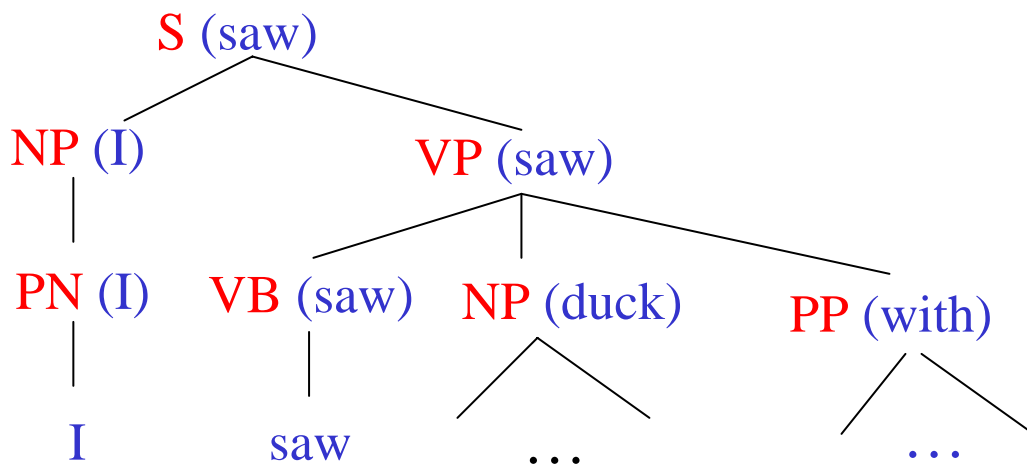 S (saw)
NP (I) VP (saw)
PN (I) VB (saw) NP (duck) PP (with)
I saw ... ...